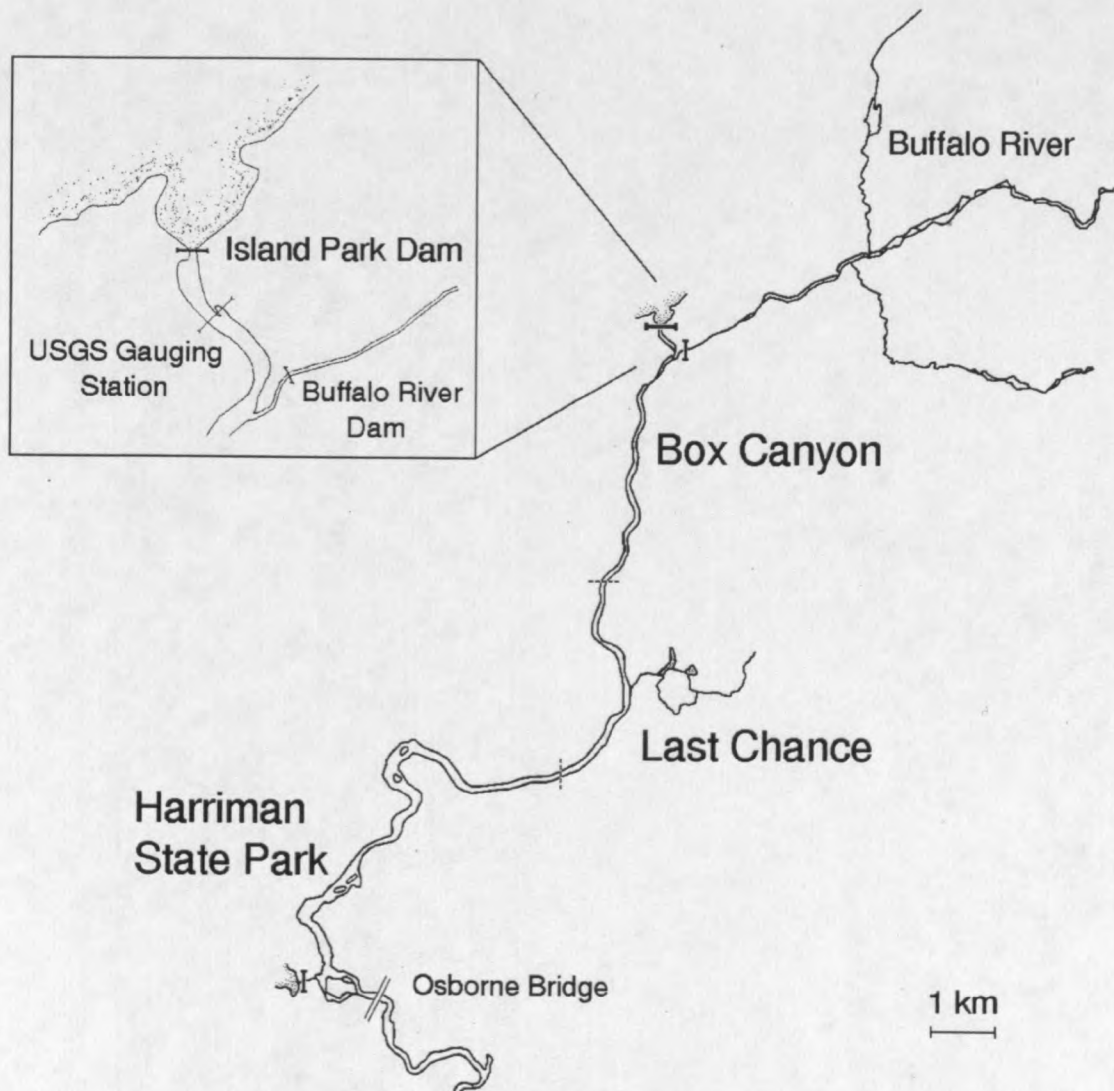 Buffalo River
Island Park Dam
USGS Gauging
Station
Buffalo River
Dam
Box Canyon
Last Chance
Harriman
State Park
Osborne Bridge
1 km